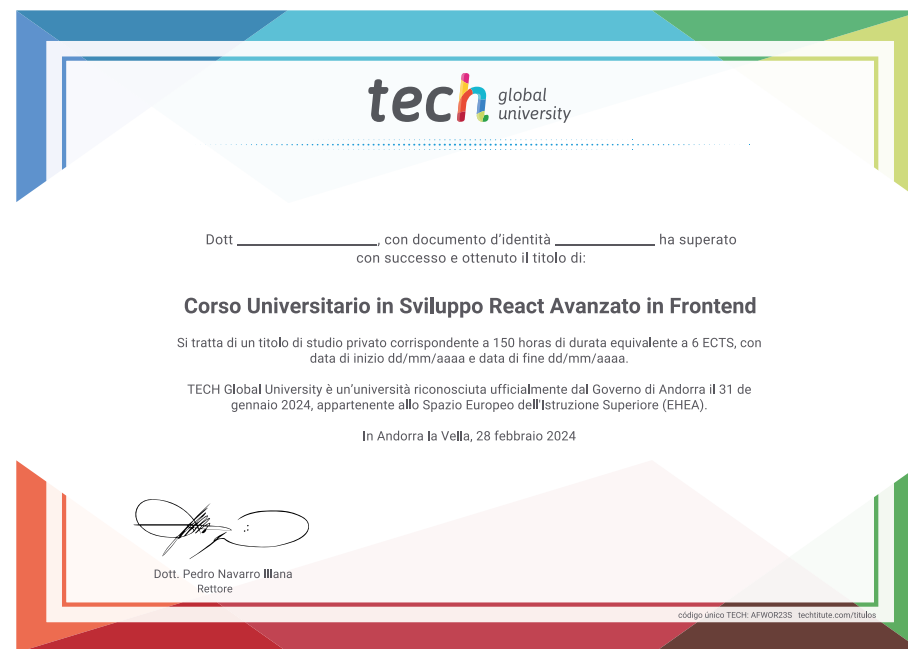 tech global university
Dott ____________________, con documento d'identità __________________ ha superato
con successo e ottenuto il titolo di:
Corso Universitario in Sviluppo React Avanzato in Frontend
Si tratta di un titolo di studio privato corrispondente a 150 horas di durata equivalente a 6 ECTS, con
data di inizio dd/mm/aaaa e data di fine dd/mm/aaaa.
TECH Global University è un'università riconosciuta ufficialmente dal Governo di Andorra il 31 de
gennaio 2024, appartenente allo Spazio Europeo dell'Istruzione Superiore (EHEA).
In Andorra la Vella, 28 febbraio 2024
Dott. Pedro Navarro Illana
Rettore
código único TECH: AFWOR23S techtitute.com/titulos